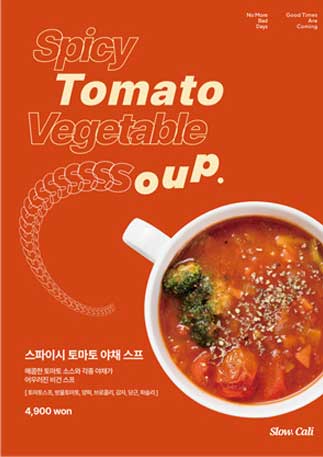 No More
Bad
Days
Good Times
Are
Coming
Spicy
Tomato
Vegetable
sssssssoup.
스파이시 토마토 야채 스프
매콤한 토마토 소스와 각종 야채가
어우러진 비건 스프
[ 토마토스프, 방울토마토, 양파, 브로콜리, 감자, 당근, 파슬리 ]
4,900 won
Slow Cali